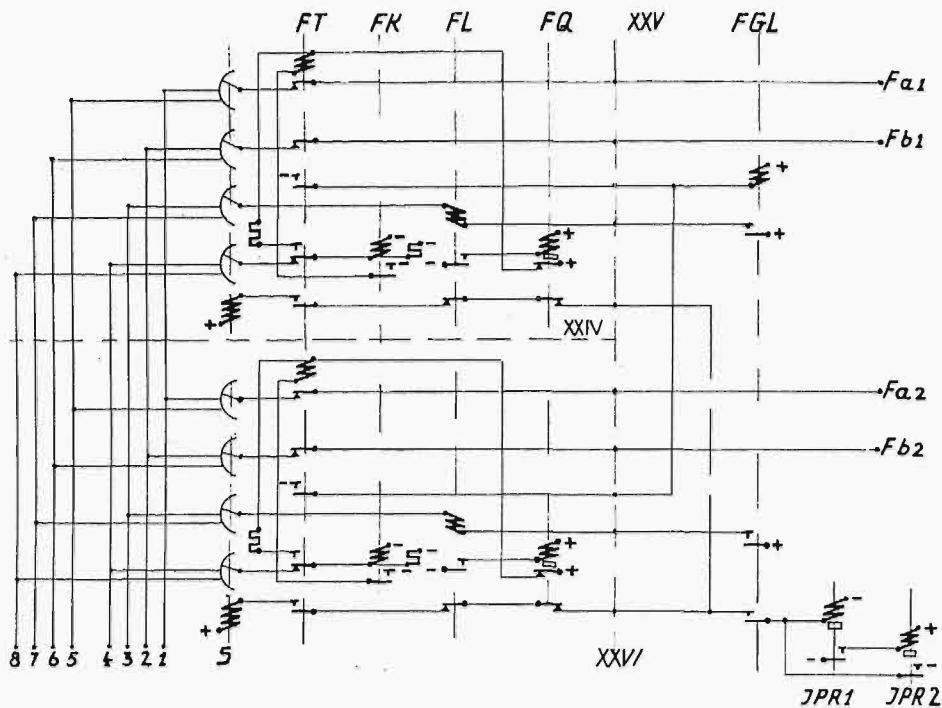 FT FK FL FQ XXV FGL
Fa1
Fb1
+
+
- -
+
- +
+
XXIV
Fa2
Fb2
-
+
- -
+
- +
+
8 7 6 5 4 3 2 1 S XXVI
-
+
- -
JPR1 JPR2